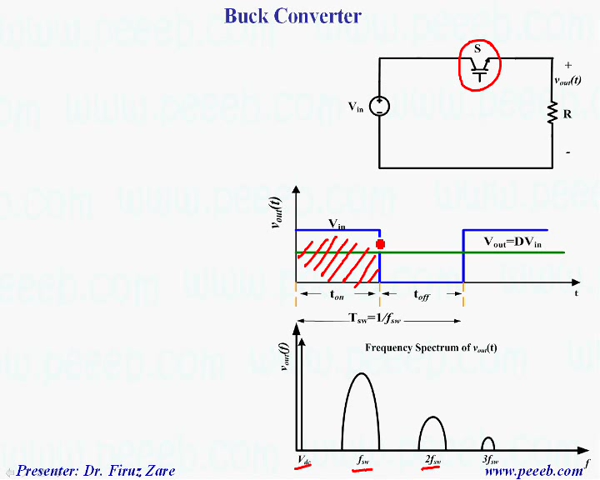 Buck Converter
S
+
vout(t)
Vin
R
-
vout(t)
Vin
Vout=DVin
t
ton
toff
Tsw=1/fsw
vout(f)
Frequency Spectrum of vout(t)
Vdc fsw 2fsw 3fsw f
Presenter: Dr. Firuz Zare www.peeeb.com